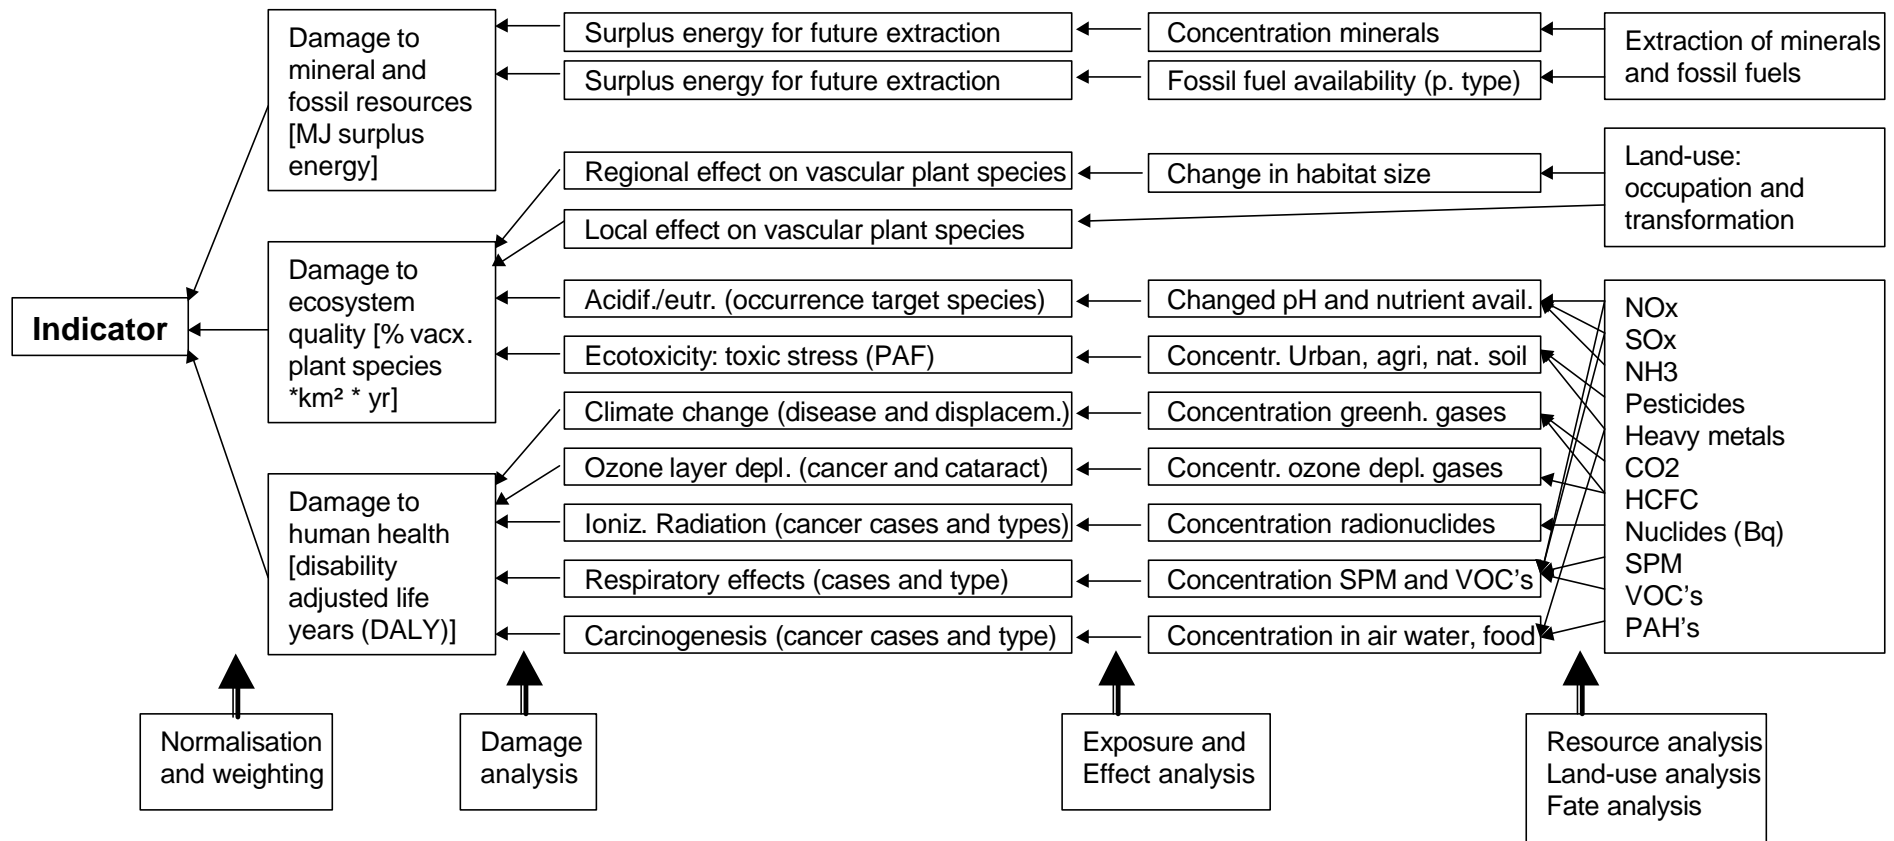 Damage to
mineral and
fossil resources
[MJ surplus
energy]
Surplus energy for future extraction
Concentration minerals
Extraction of minerals
and fossil fuels
Surplus energy for future extraction
Fossil fuel availability (p. type)
Regional effect on vascular plant species
Change in habitat size
Land-use:
occupation and
transformation
Local effect on vascular plant species
Indicator
Damage to
ecosystem
quality [% vacx.
plant species
*km² * yr]
Acidif./eutr. (occurrence target species)
Changed pH and nutrient avail.
Ecotoxicity: toxic stress (PAF)
Concentr. Urban, agri, nat. soil
Climate change (disease and displacem.)
Concentration greenh. gases
Ozone layer depl. (cancer and cataract)
Concentr. ozone depl. gases
Damage to
human health
[disability
adjusted life
years (DALY)]
Ioniz. Radiation (cancer cases and types)
Concentration radionuclides
Respiratory effects (cases and type)
Concentration SPM and VOC's
Carcinogenesis (cancer cases and type)
Concentration in air water, food
NOx
SOx
NH3
Pesticides
Heavy metals
CO2
HCFC
Nuclides (Bq)
SPM
VOC's
PAH's
Normalisation
and weighting
Damage
analysis
Exposure and
Effect analysis
Resource analysis
Land-use analysis
Fate analysis